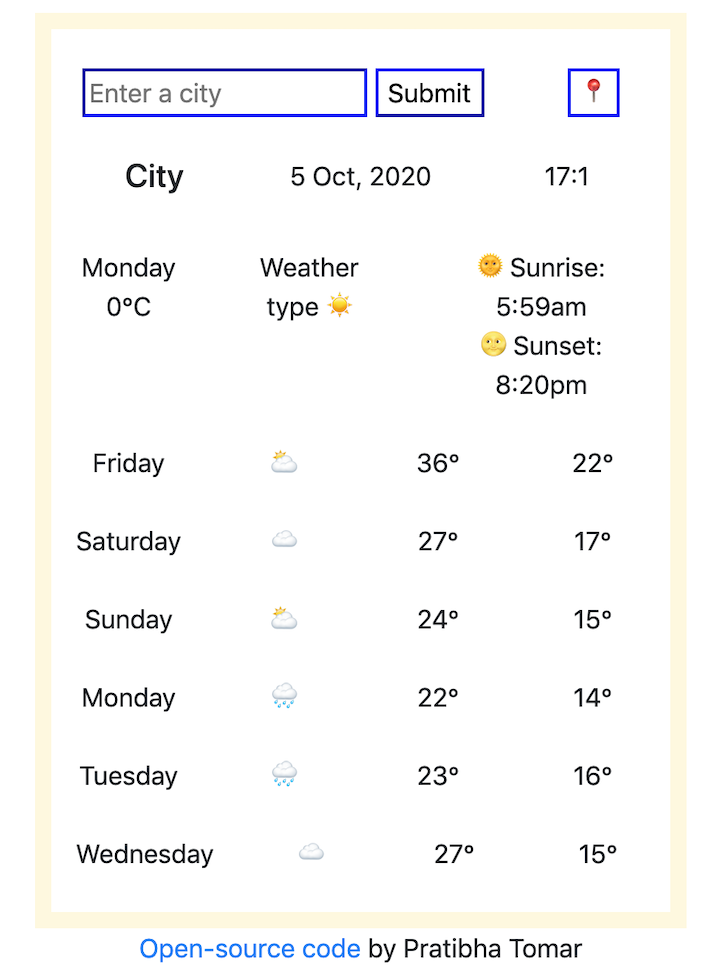 Enter a city Submit
City 5 Oct, 2020 17:1
Monday Weather 🌞 Sunrise:
0°C type ☀️ 5:59am
🌝 Sunset:
8:20pm
Friday 🌥 36° 22°
Saturday ☁️ 27° 17°
Sunday 🌥 24° 15°
Monday 🌧 22° 14°
Tuesday 🌧 23° 16°
Wednesday ☁️ 27° 15°
Open-source code by Pratibha Tomar